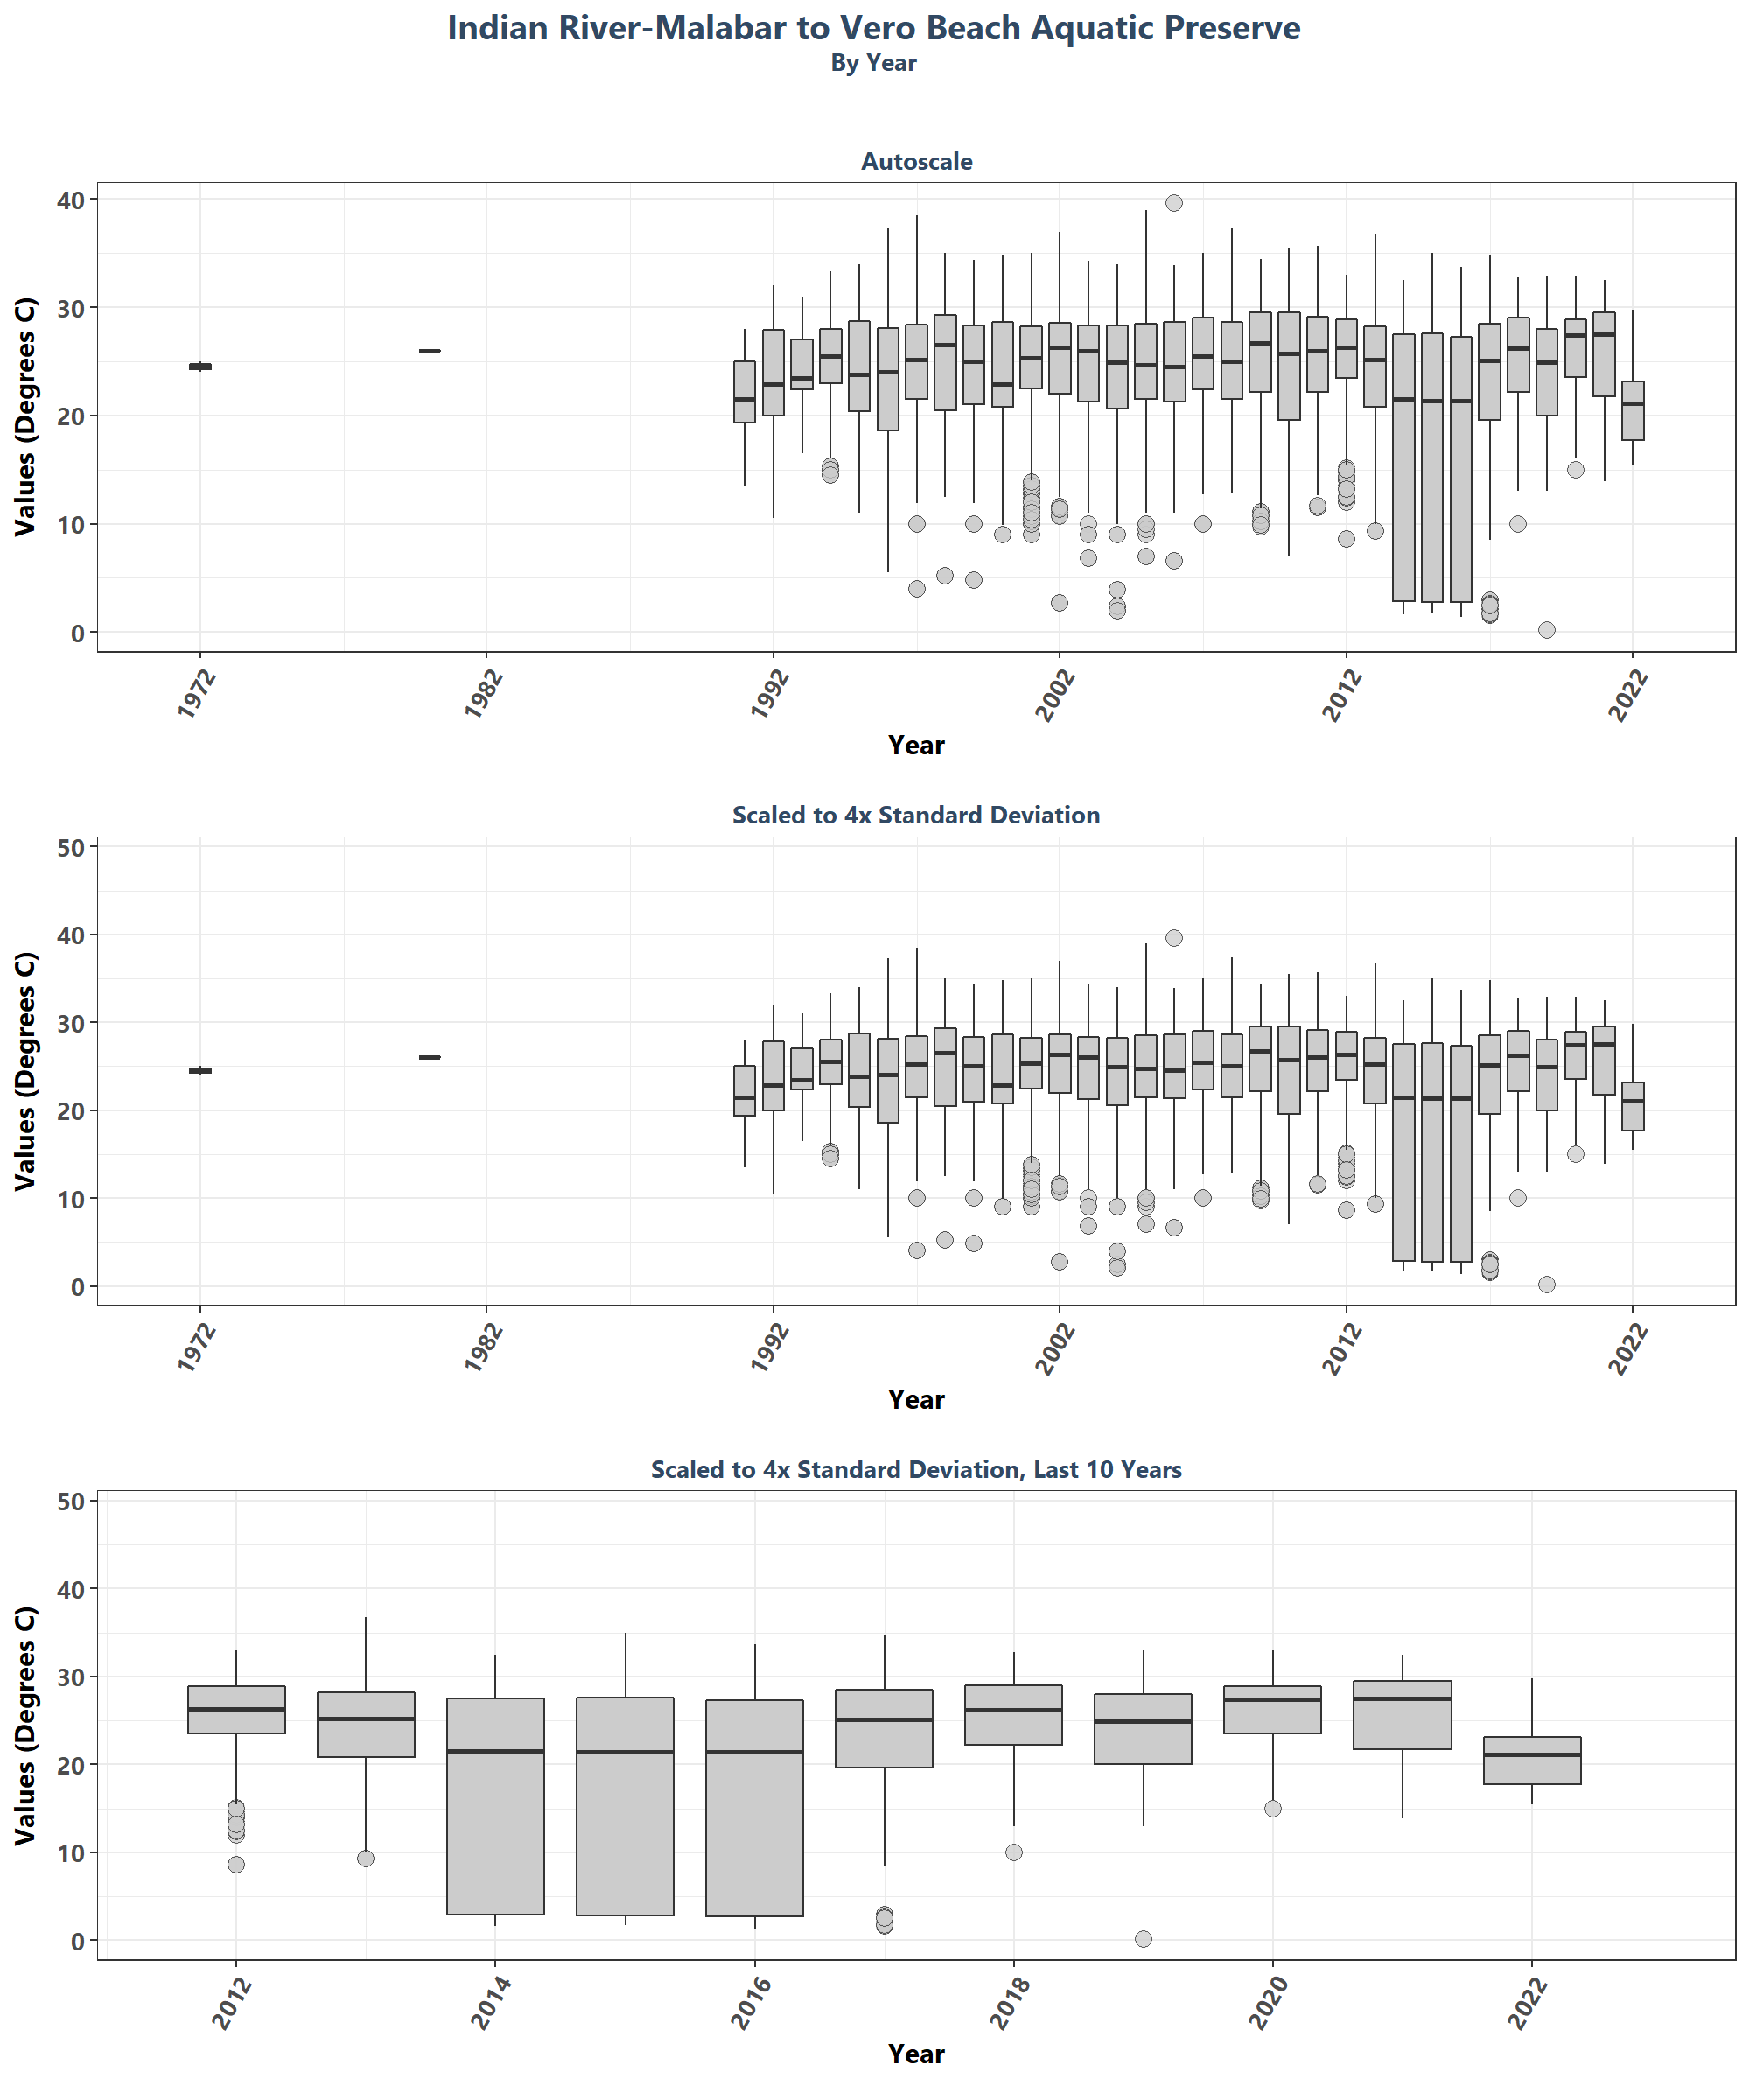 Indian River-Malabar to Vero Beach Aquatic Preserve
By Year
Autoscale
Values (Degrees C)
40
30
20
10
0
1972 1982 1992 2002 2012 2022
Year
Scaled to 4x Standard Deviation
Values (Degrees C)
50
40
30
20
10
0
1972 1982 1992 2002 2012 2022
Year
Scaled to 4x Standard Deviation, Last 10 Years
Values (Degrees C)
50
40
30
20
10
0
2012 2014 2016 2018 2020 2022
Year